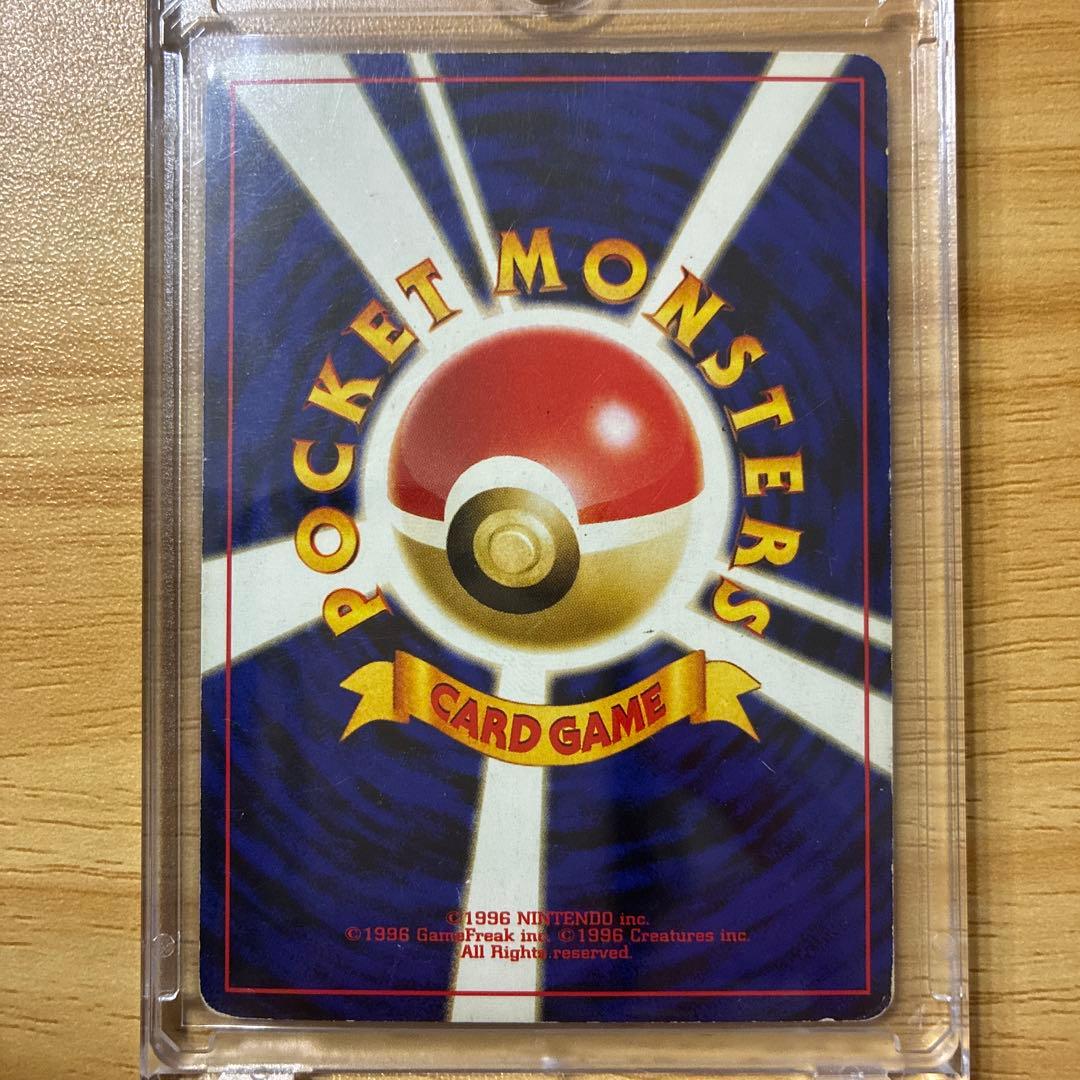 POCKET MONSTERS
CARD GAME
©1996 NINTENDO inc.
©1996 GameFreak inc. ©1996 Creatures inc.
All Rights reserved.